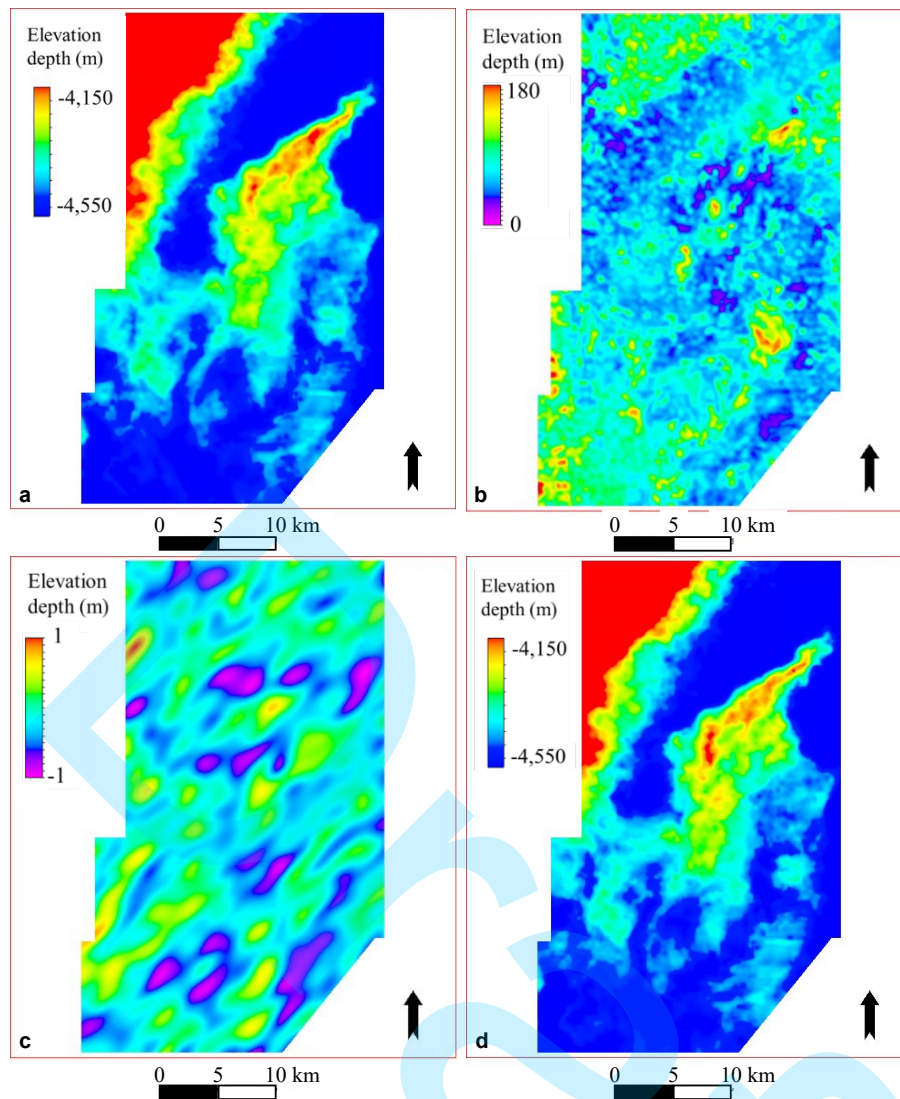 Elevation
depth (m)
-4,150
-4,550
a
0 5 10 km
Elevation
depth (m)
180
0
b
0 5 10 km
Elevation
depth (m)
1
-1
c
0 5 10 km
Elevation
depth (m)
-4,150
-4,550
d
0 5 10 km